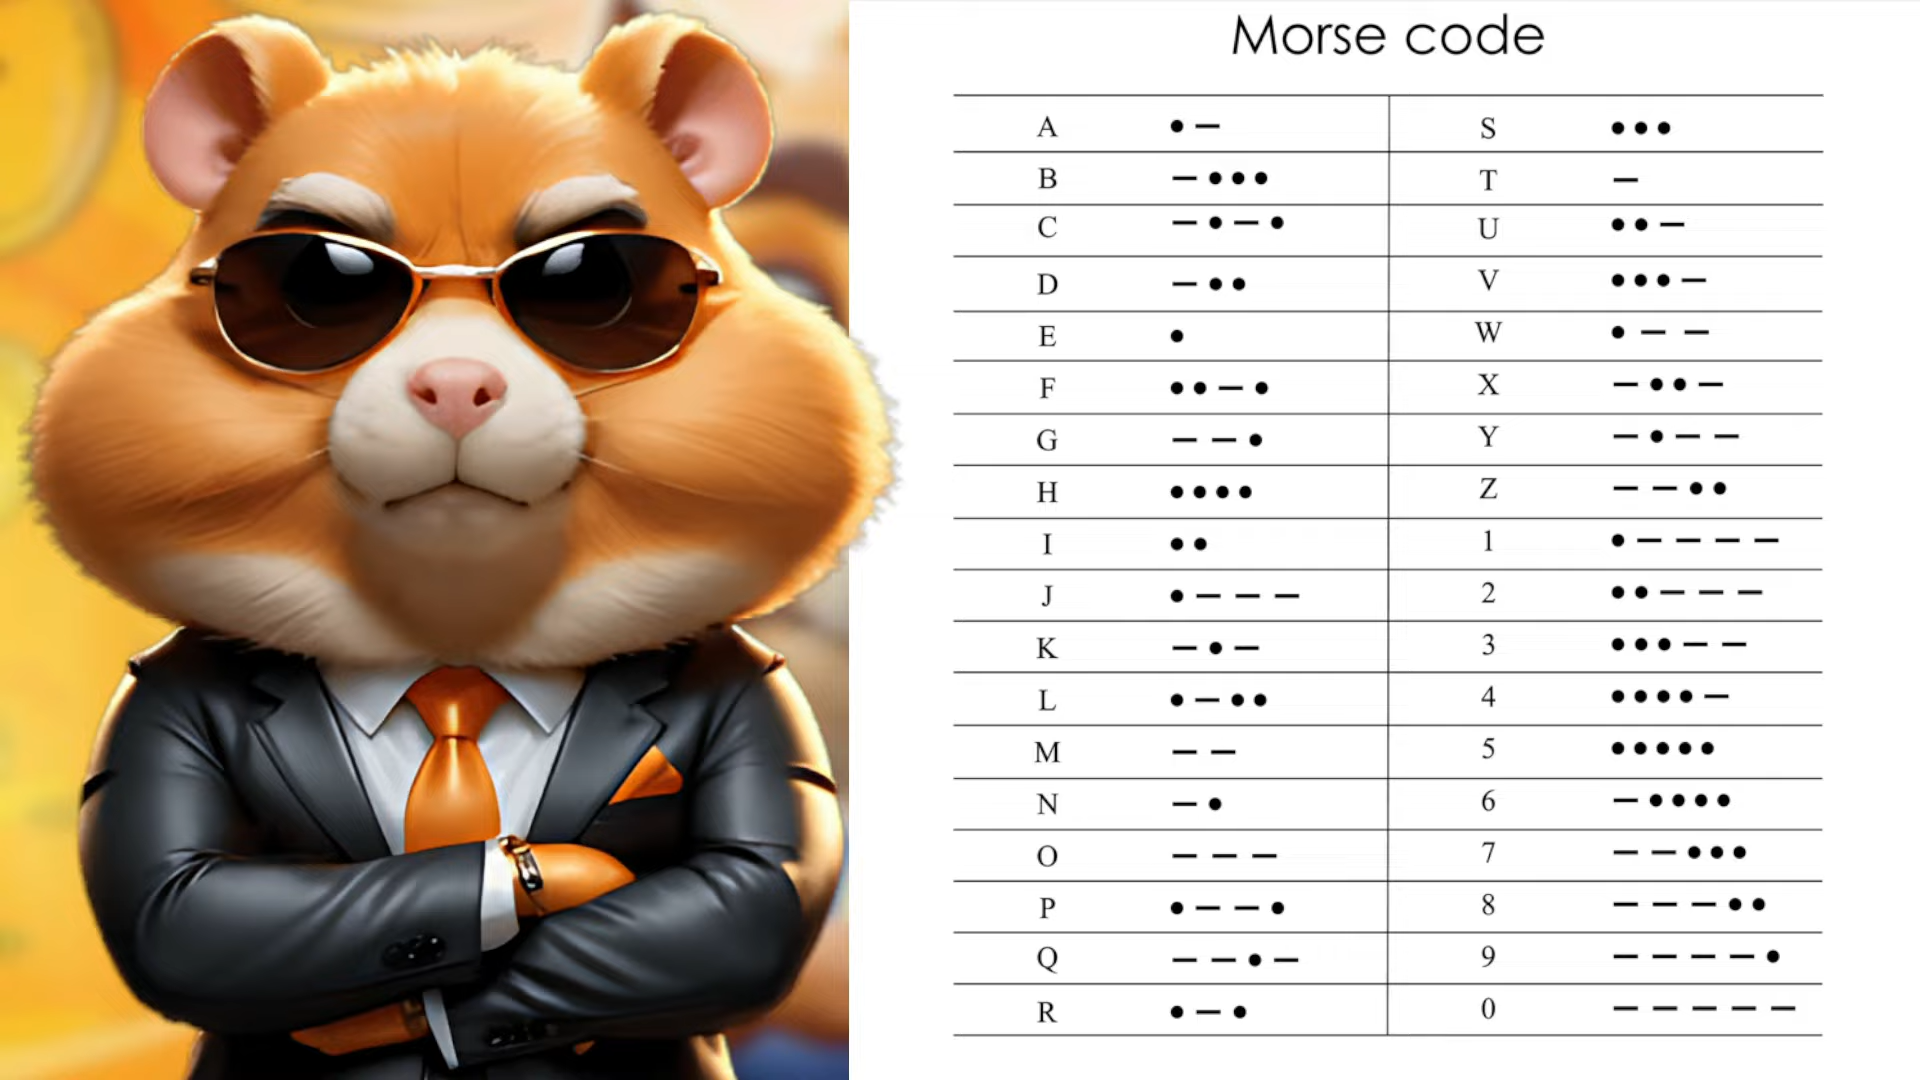 Morse code
A ● — S ● ● ●
B — ● ● ● T —
C — ● — ● U ● ● —
D — ● ● V ● ● ● —
E ● W ● — —
F ● ● — ● X — ● ● —
G — — ● Y — ● — —
H ● ● ● ● Z — — ● ●
I ● ● 1 ● — — — —
J ● — — — 2 ● ● — — —
K — ● — 3 ● ● ● — —
L ● — ● ● 4 ● ● ● ● —
M — — 5 ● ● ● ● ●
N — ● 6 — ● ● ● ●
O — — — 7 — — ● ● ●
P ● — — ● 8 — — — ● ●
Q — — ● — 9 — — — — ●
R ● — ● 0 — — — — —